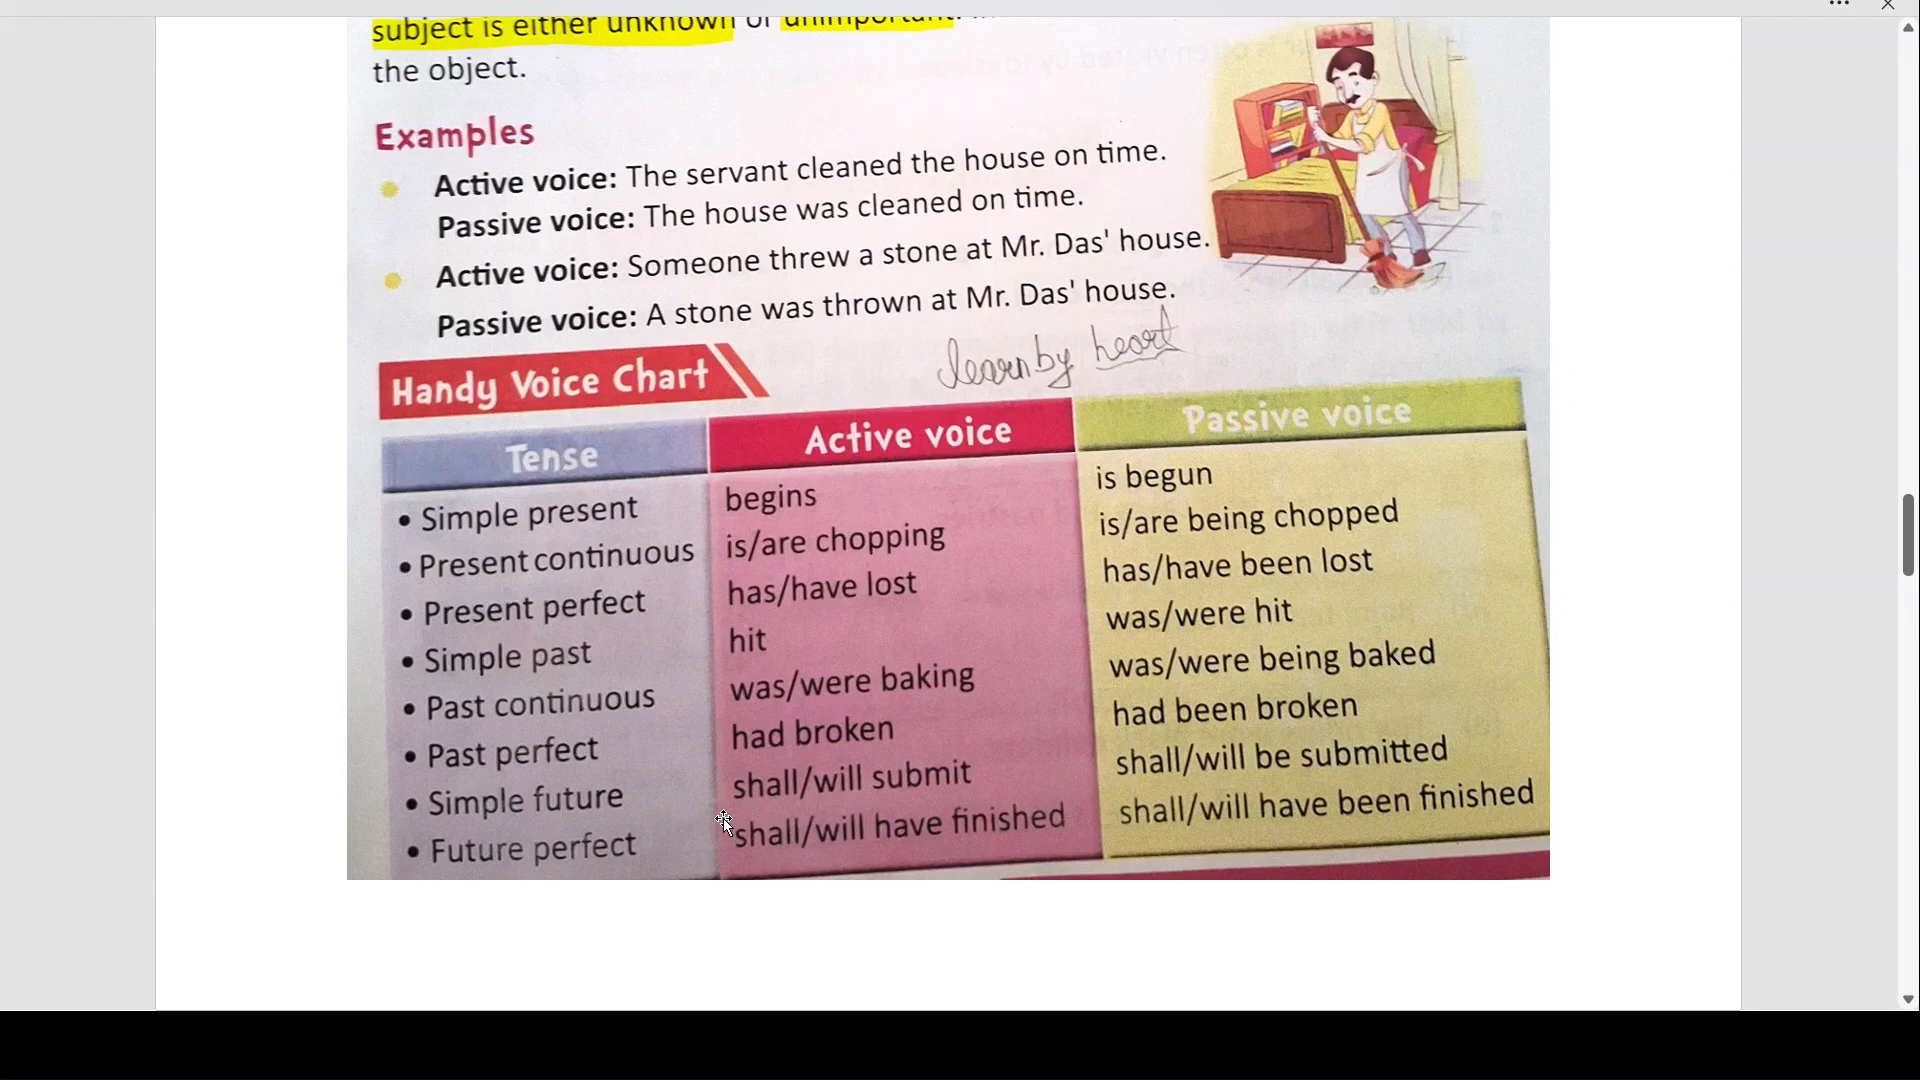 subject is either unknown or unimportant.
the object.
Examples
Active voice: The servant cleaned the house on time.
Passive voice: The house was cleaned on time.
Active voice: Someone threw a stone at Mr. Das' house.
Passive voice: A stone was thrown at Mr. Das' house.
learn by heart
Handy Voice Chart
Tense Active voice Passive voice
• Simple present begins is begun
• Present continuous is/are chopping is/are being chopped
• Present perfect has/have lost has/have been lost
• Simple past hit was/were hit
• Past continuous was/were baking was/were being baked
• Past perfect had broken had been broken
• Simple future shall/will submit shall/will be submitted
• Future perfect shall/will have finished shall/will have been finished